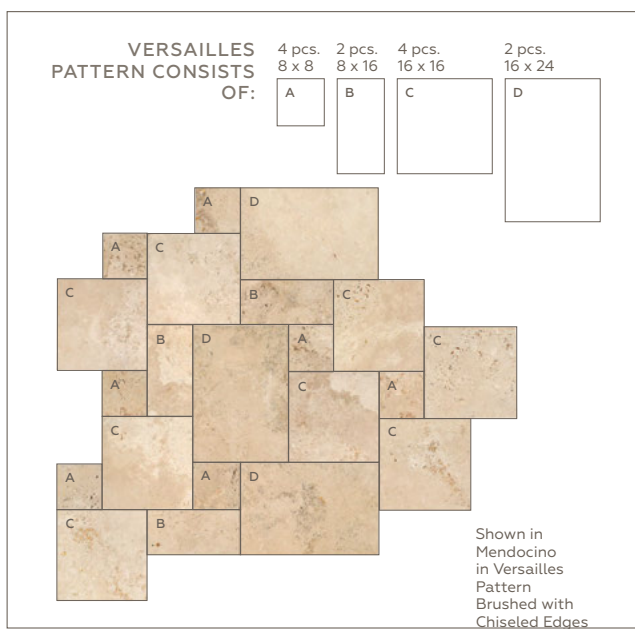 VERSAILLES
PATTERN CONSISTS
OF:
4 pcs.
8 x 8
2 pcs.
8 x 16
4 pcs.
16 x 16
2 pcs.
16 x 24
A
B
C
D
A
D
A
C
C
B
C
B
D
A
C
A
C
A
C
C
A
A
D
C
B
Shown in
Mendocino
in Versailles
Pattern
Brushed with
Chiseled Edges